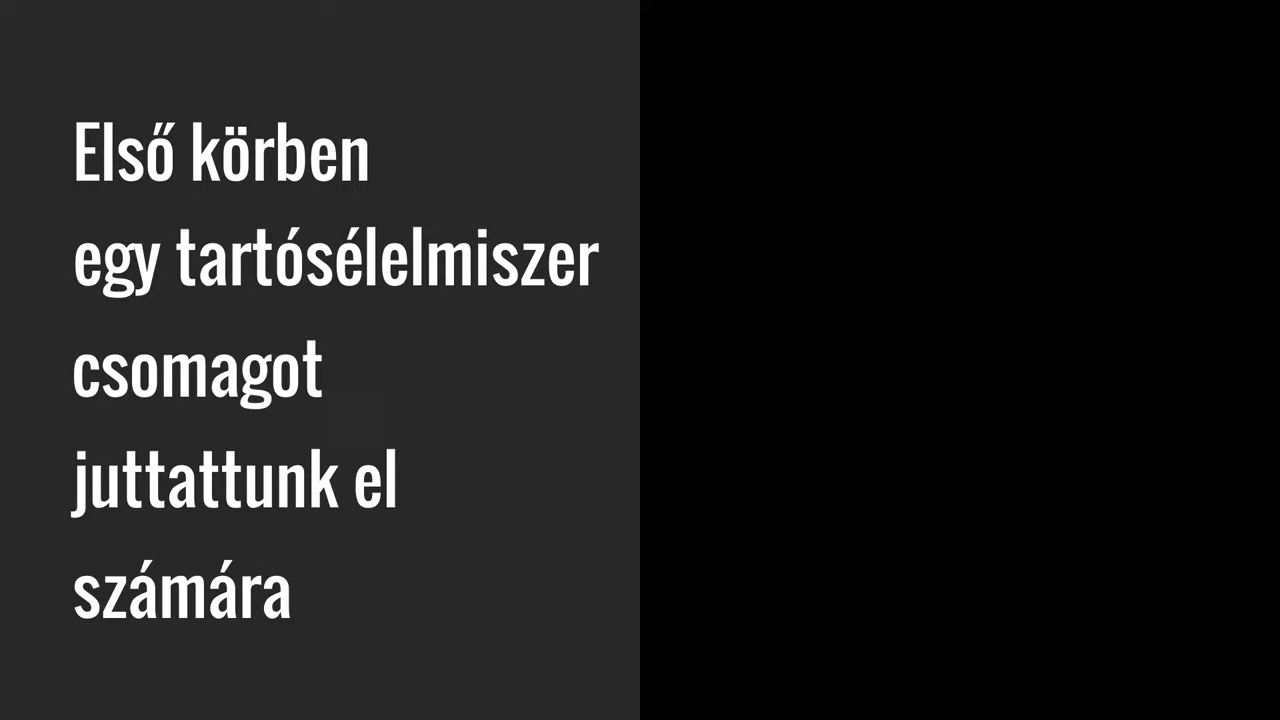 Első körben
egy tartósélelmiszer
csomagot
juttattunk el
számára